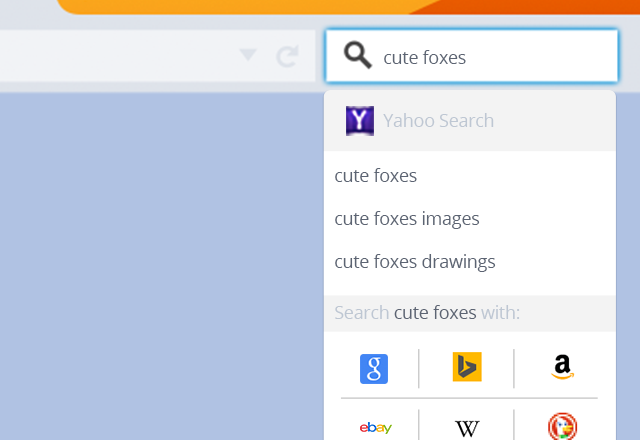 cute foxes
Y Yahoo Search
cute foxes
cute foxes images
cute foxes drawings
Search cute foxes with:
g b a
ebay W